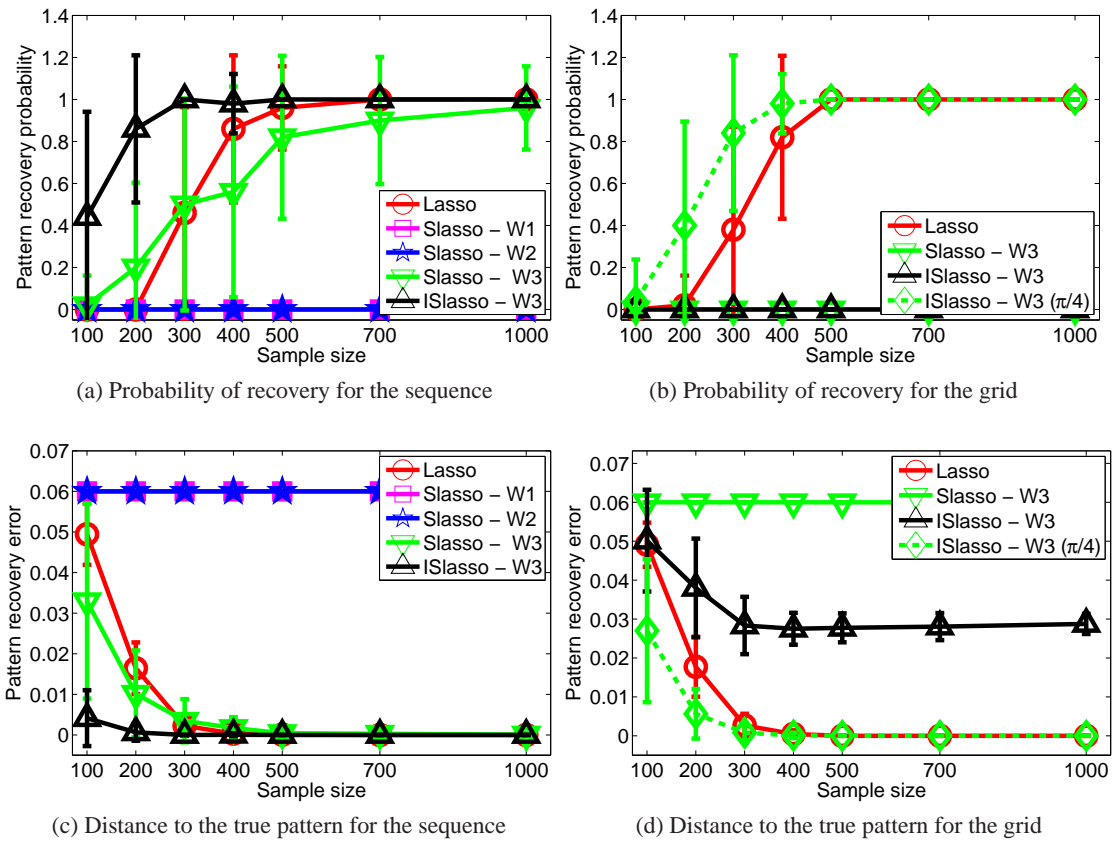 1.4
1.2
1
0.8
0.6
0.4
0.2
0
Pattern recovery probability
100 200 300 400 500 700 1000
Sample size
Lasso
Slasso − W1
Slasso − W2
Slasso − W3
ISlasso − W3
(a) Probability of recovery for the sequence
1.4
1.2
1
0.8
0.6
0.4
0.2
0
Pattern recovery probability
100 200 300 400 500 700 1000
Sample size
Lasso
Slasso − W3
ISlasso − W3
ISlasso − W3 (π/4)
(b) Probability of recovery for the grid
0.07
0.06
0.05
0.04
0.03
0.02
0.01
0
Pattern recovery error
100 200 300 400 500 700 1000
Sample size
Lasso
Slasso − W1
Slasso − W2
Slasso − W3
ISlasso − W3
(c) Distance to the true pattern for the sequence
0.07
0.06
0.05
0.04
0.03
0.02
0.01
0
Pattern recovery error
100 200 300 400 500 700 1000
Sample size
Lasso
Slasso − W3
ISlasso − W3
ISlasso − W3 (π/4)
(d) Distance to the true pattern for the grid